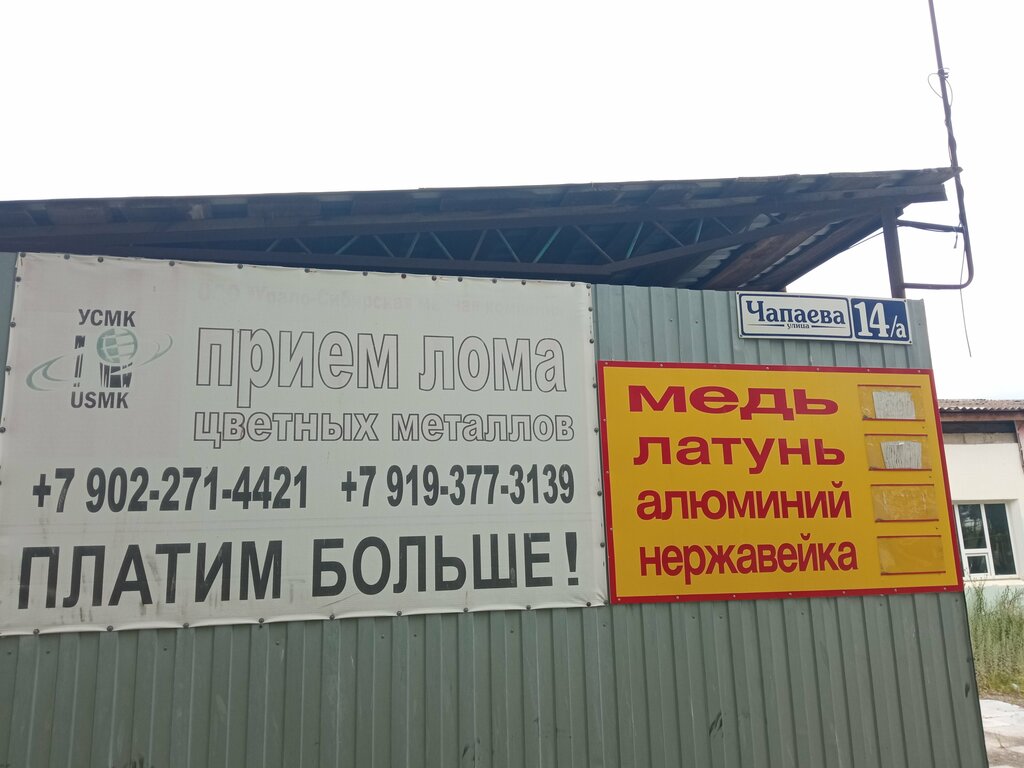 УСМК
USMK
прием лома
цветных металлов
+7 902-271-4421 +7 919-377-3139
ПЛАТИМ БОЛЬШЕ!
Чапаева
улица
14/а
медь
латунь
алюминий
нержавейка